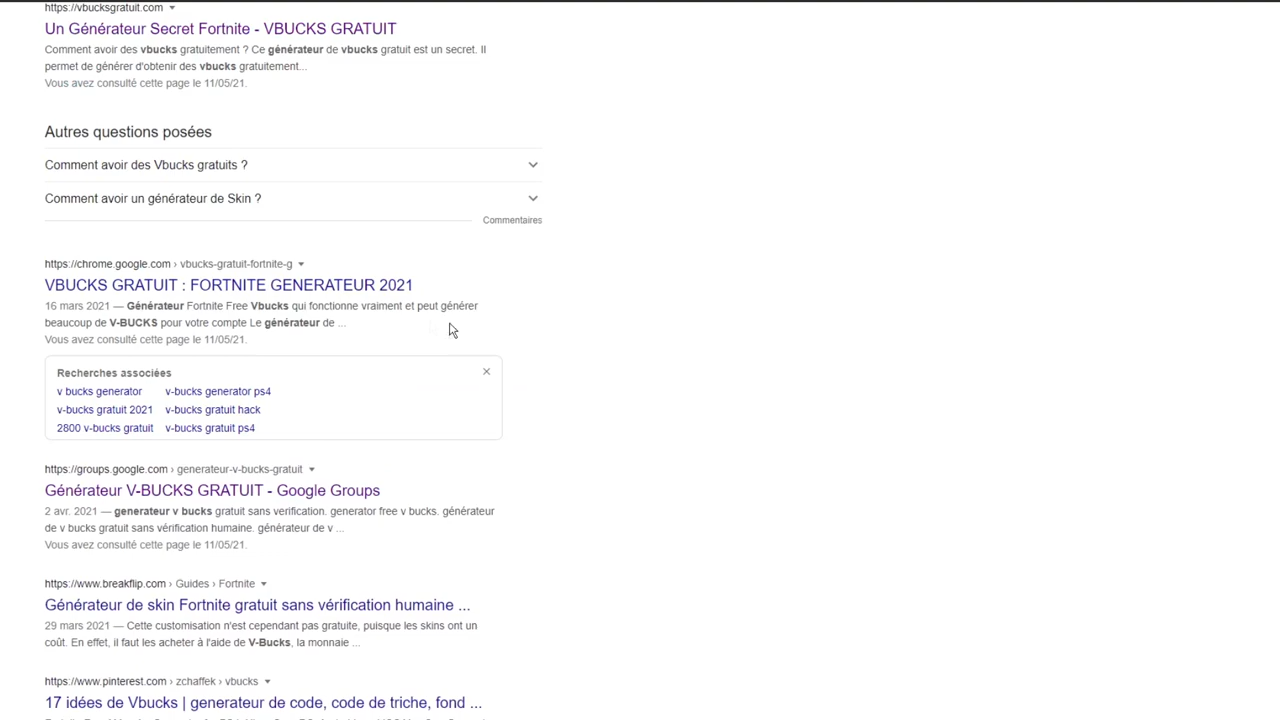 https://vbucksgratuit.com
Un Générateur Secret Fortnite - VBUCKS GRATUIT
Comment avoir des vbucks gratuitement ? Ce générateur de vbucks gratuit est un secret. Il
permet de générer d'obtenir des vbucks gratuitement...
Vous avez consulté cette page le 11/05/21.
Autres questions posées
Comment avoir des Vbucks gratuits ?
Comment avoir un générateur de Skin ?
Commentaires
https://chrome.google.com › vbucks-gratuit-fortnite-g
VBUCKS GRATUIT : FORTNITE GENERATEUR 2021
16 mars 2021 — Générateur Fortnite Free Vbucks qui fonctionne vraiment et peut générer
beaucoup de V-BUCKS pour votre compte Le générateur de ...
Vous avez consulté cette page le 11/05/21.
Recherches associées
v bucks generator v-bucks generator ps4
v-bucks gratuit 2021 v-bucks gratuit hack
2800 v-bucks gratuit v-bucks gratuit ps4
https://groups.google.com › generateur-v-bucks-gratuit
Générateur V-BUCKS GRATUIT - Google Groups
2 avr. 2021 — generateur v bucks gratuit sans verification. generator free v bucks. générateur
de v bucks gratuit sans vérification humaine. générateur de v ...
Vous avez consulté cette page le 11/05/21.
https://www.breakflip.com › Guides › Fortnite
Générateur de skin Fortnite gratuit sans vérification humaine ...
29 mars 2021 — Cette customisation n'est cependant pas gratuite, puisque les skins ont un
coût. En effet, il faut les acheter à l'aide de V-Bucks, la monnaie ...
https://www.pinterest.com › zchaffek › vbucks
17 idées de Vbucks | generateur de code, code de triche, fond ...